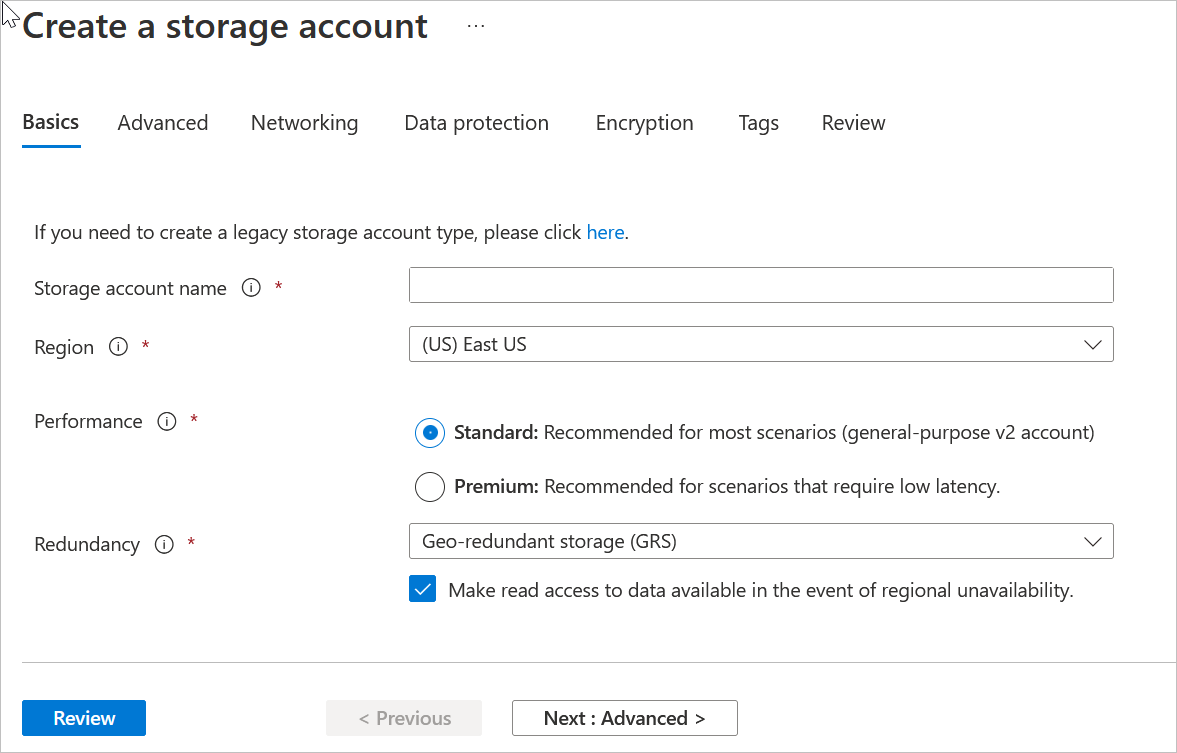 Create a storage account ...
Basics Advanced Networking Data protection Encryption Tags Review
If you need to create a legacy storage account type, please click here.
Storage account name *
Region * (US) East US
Performance * Standard: Recommended for most scenarios (general-purpose v2 account)
Premium: Recommended for scenarios that require low latency.
Redundancy * Geo-redundant storage (GRS)
Make read access to data available in the event of regional unavailability.
Review < Previous Next : Advanced >